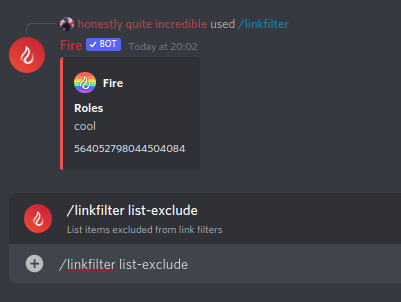 honestly quite incredible used /linkfilter
Fire ✓ BOT Today at 20:02
Fire
Roles
cool
564052798044504084
/linkfilter list-exclude
List items excluded from link filters
/linkfilter list-exclude